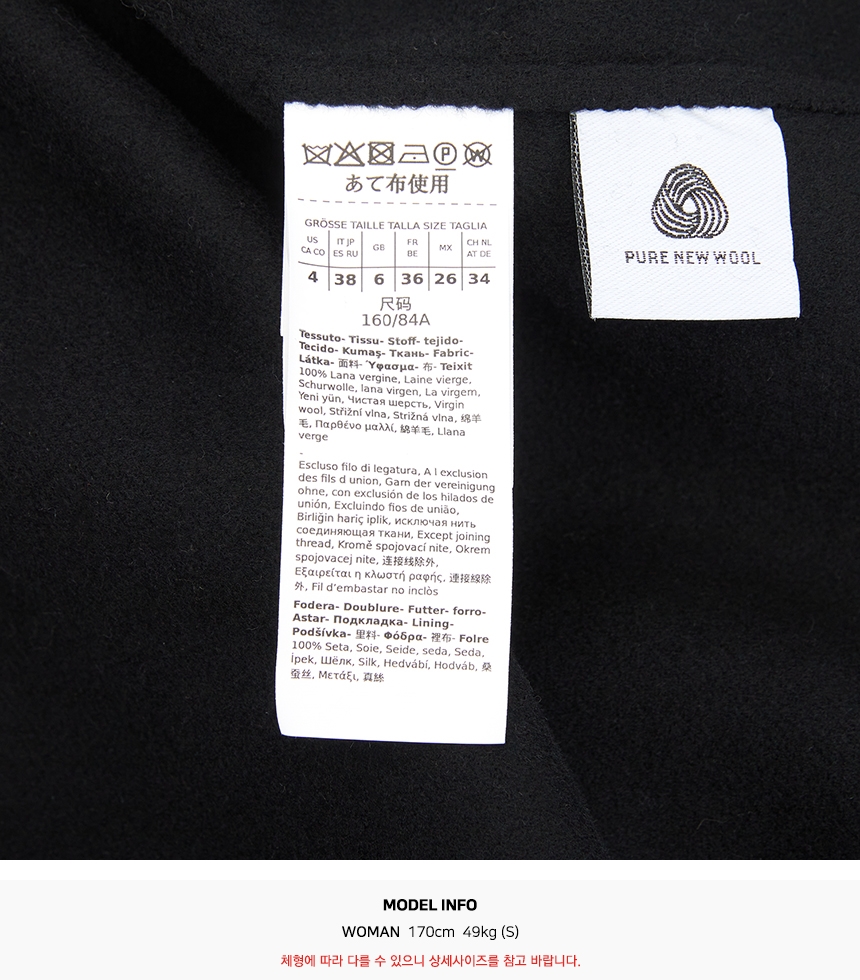 あて布使用
GRÖSSE TAILLE TALLA SIZE TAGLIA
US CA CO
IT JP ES RU
GB
FR BE
MX
CH NL AT DE
4 38 6 36 26 34
尺码
160/84A
Tessuto- Tissu- Stoff- tejido-
Tecido- Kumaş- Ткань- Fabric-
Látka- 面料- Ύφασμα- 布- Teixit
100% Lana vergine, Laine vierge,
Schurwolle, lana virgen, La virgem,
Yeni yün, Чистая шерсть, Virgin
wool, Střižní vlna, Strižná vlna, 绵羊
毛, Παρθένο μαλλί, 綿羊毛, Llana
verge
-
Escluso filo di legatura, A l exclusion
des fils d union, Garn der vereinigung
ohne, con exclusión de los hilados de
unión, Excluindo fios de união,
Birliğin hariç iplik, исключая нить
соединяющая ткани, Except joining
thread, Kromě spojovací nite, Okrem
spojovacej nite, 连接线除外,
Εξαιρείται η κλωστή ραφής, 連接線除
外, Fil d’embastar no inclòs
Fodera- Doublure- Futter- forro-
Astar- Подкладка- Lining-
Podšívka- 里料- Φόδρα- 裡布- Folre
100% Seta, Soie, Seide, seda, Seda,
İpek, Шёлк, Silk, Hedvábí, Hodváb, 桑
蚕丝, Μετάξι, 真絲
PURE NEW WOOL
MODEL INFO
WOMAN 170cm 49kg (S)
체형에 따라 다를 수 있으니 상세사이즈를 참고 바랍니다.